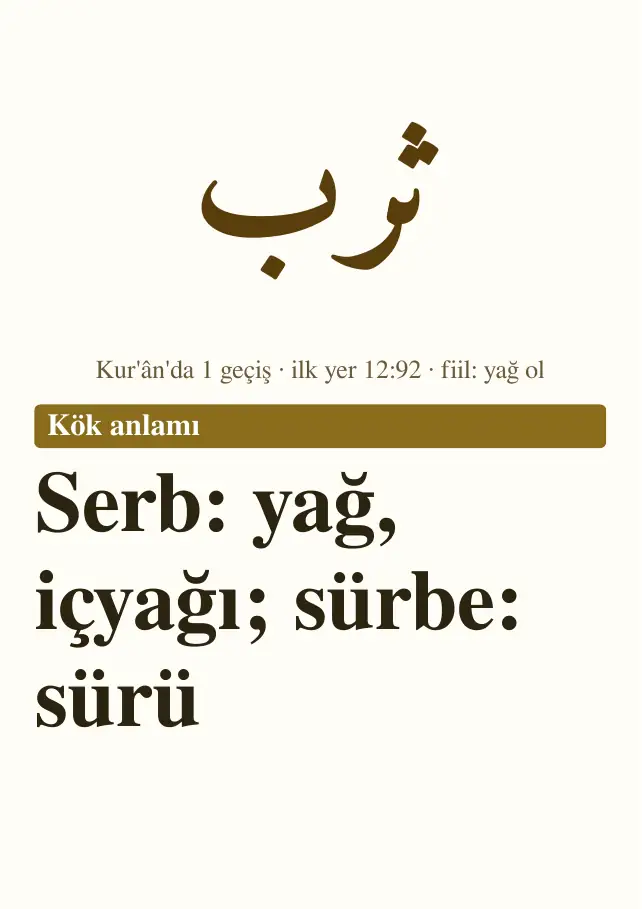 ثرب
Kur'ân'da 1 geçiş · ilk yer 12:92 · fiil: yağ ol
Kök anlamı
Serb: yağ,
içyağı; sürbe:
sürü